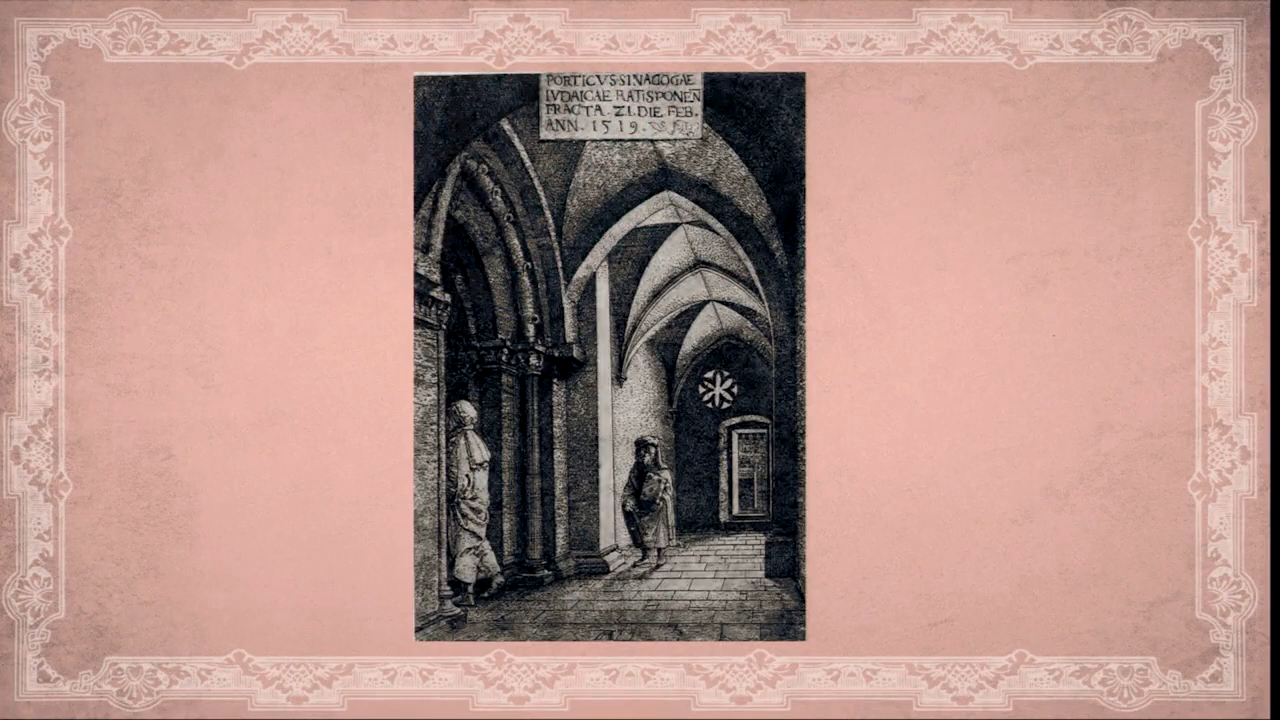 PORTICVS·SINAGOGAE
IVDAICAE RATISPONEN̄
FRACTA· 21·DIE FEB·
ANN· 1519·